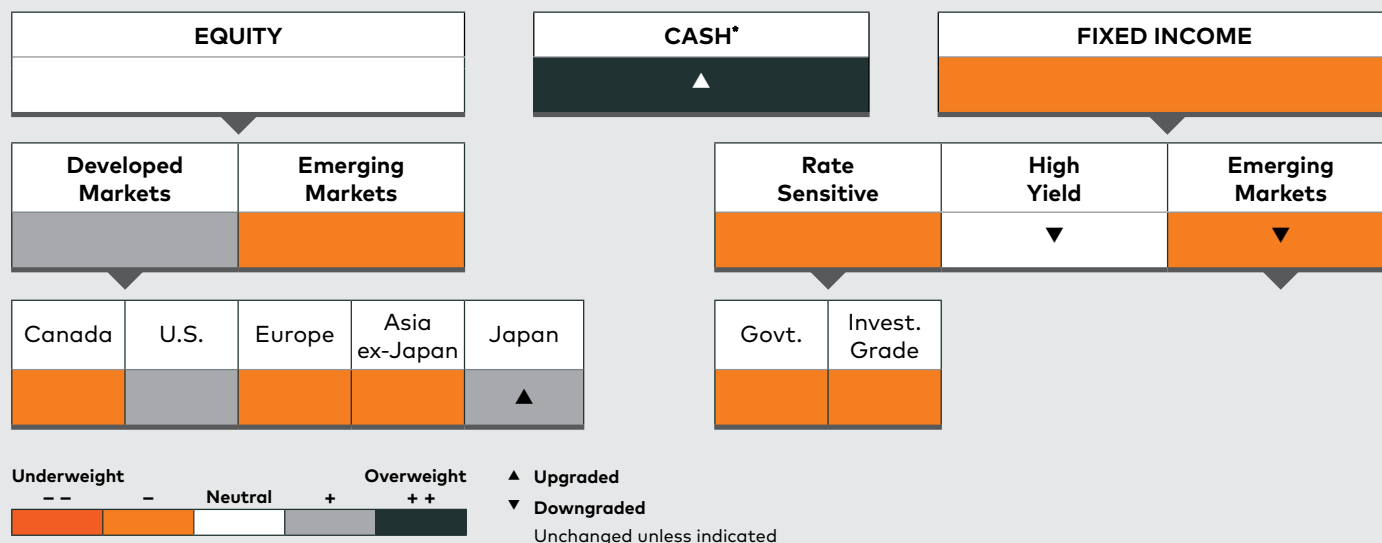 EQUITY
CASH*
▲
FIXED INCOME
Developed
Markets
Emerging
Markets
Rate
Sensitive
High
Yield
▼
Emerging
Markets
▼
Canada
U.S.
Europe
Asia
ex-Japan
Japan
▲
Govt.
Invest.
Grade
Underweight Overweight
– – – Neutral + + +
▲ Upgraded
▼ Downgraded
Unchanged unless indicated